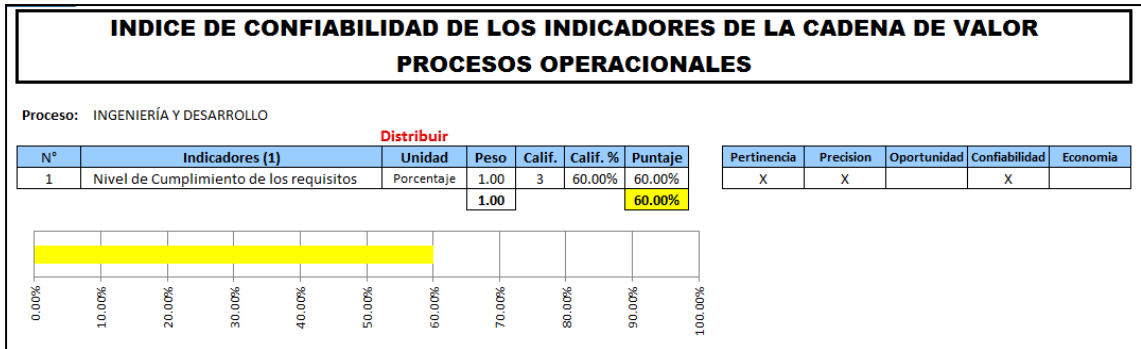 INDICE DE CONFIABILIDAD DE LOS INDICADORES DE LA CADENA DE VALOR
PROCESOS OPERACIONALES
Proceso: INGENIERÍA Y DESARROLLO
Distribuir
N° Indicadores (1) Unidad Peso Calif. Calif. % Puntaje Pertinencia Precision Oportunidad Confiabilidad Economia
1 Nivel de Cumplimiento de los requisitos Porcentaje 1.00 3 60.00% 60.00% X X X
1.00 60.00%
0.00% 10.00% 20.00% 30.00% 40.00% 50.00% 60.00% 70.00% 80.00% 90.00% 100.00%